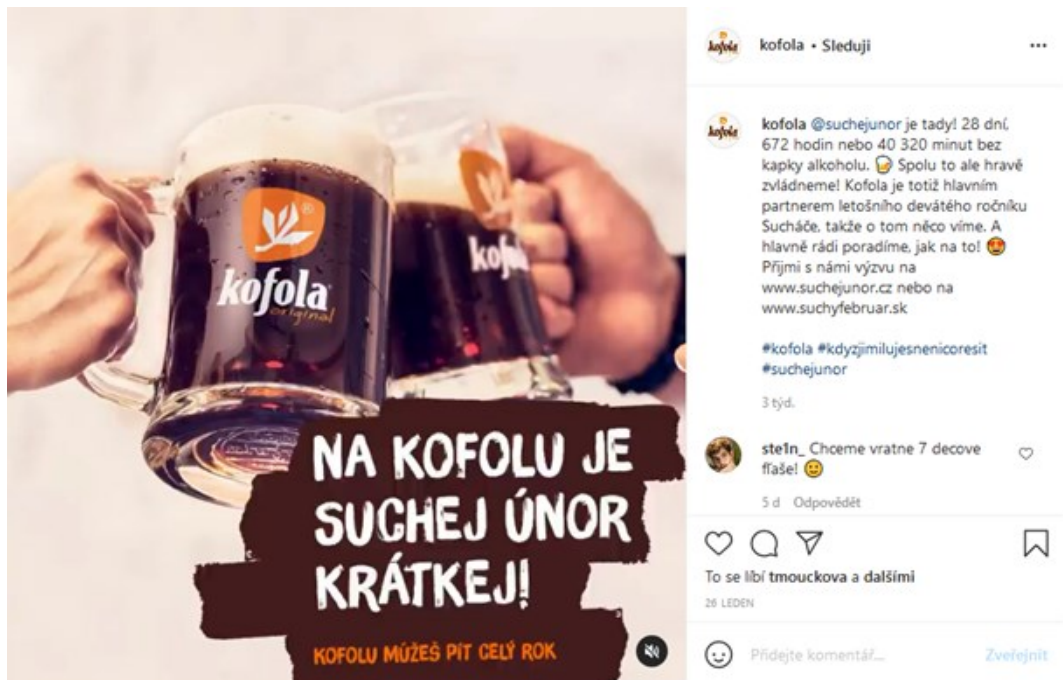 kofola
original
kofola
NA KOFOLU JE
SUCHEJ ÚNOR
KRÁTKEJ!
KOFOLU MŮŽEŠ PÍT CELÝ ROK
kofola
kofola • Sleduji
kofola
kofola @suchejunor je tady! 28 dní,
672 hodin nebo 40 320 minut bez
kapky alkoholu. 🍺 Spolu to ale hravě
zvládneme! Kofola je totiž hlavním
partnerem letošního devátého ročníku
Sucháče, takže o tom něco víme. A
hlavně rádi poradíme, jak na to! 😍
Přijmi s námi výzvu na
www.suchejunor.cz nebo na
www.suchyfebruar.sk
#kofola #kdyzjimilujesnenicoresit
#suchejunor
3 týd.
ste1n_ Chceme vratne 7 decove
fľaše! 🙂
5 d Odpovědět
To se líbí tmouckova a dalšími
26 LEDEN
Přidejte komentář...
Zveřejnit